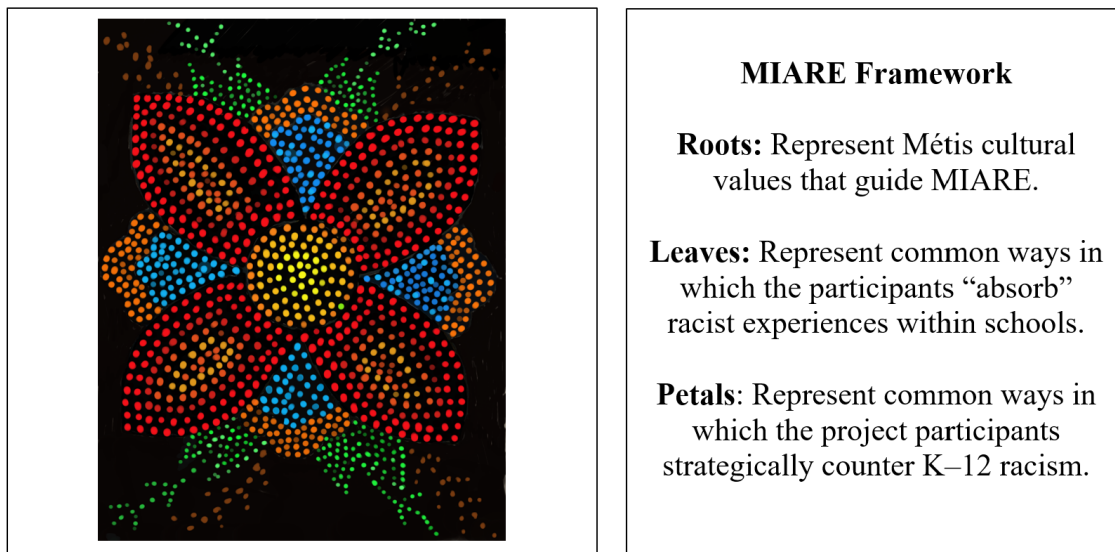 MIARE Framework
Roots: Represent Métis cultural
values that guide MIARE.
Leaves: Represent common ways in
which the participants “absorb”
racist experiences within schools.
Petals: Represent common ways in
which the project participants
strategically counter K–12 racism.